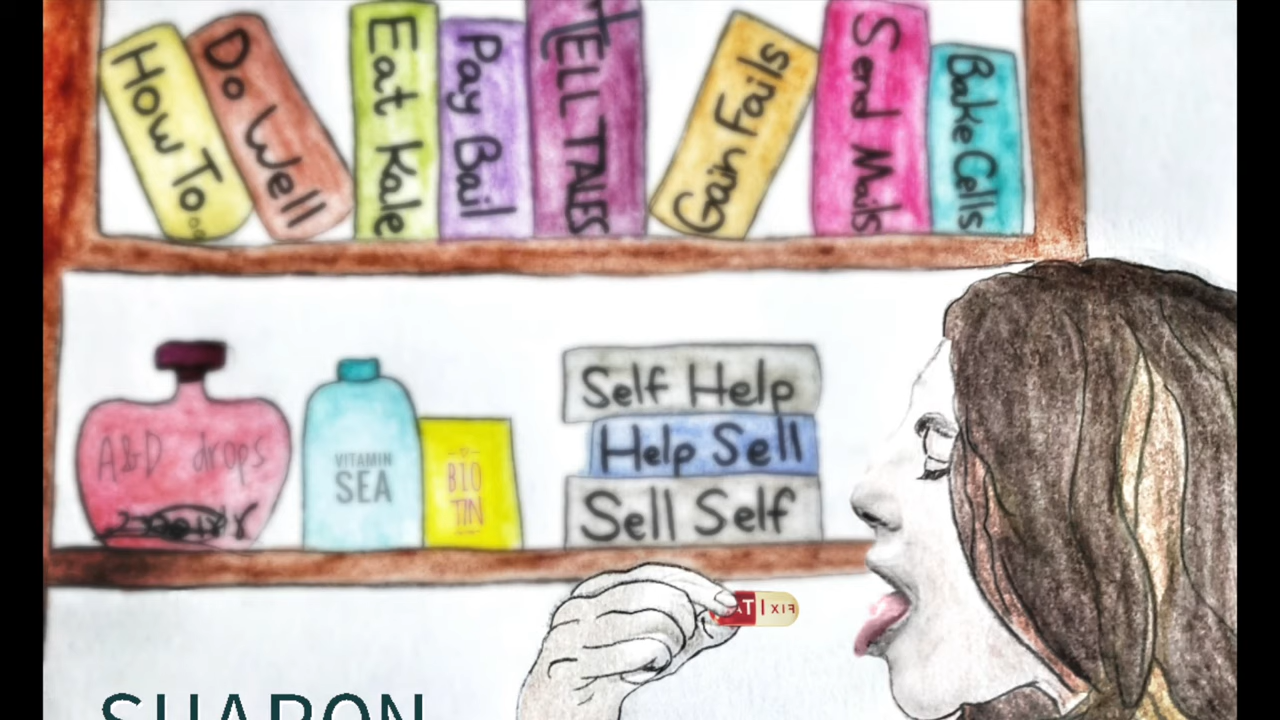 How To...
Do Well
Eat Kale
Pay Bail
TELL TALES
Gain Fails
Send Mails
Bake Cells
A&D drops
VITAMIN
SEA
BIO
TIN
Self Help
Help Sell
Sell Self
FIX
SHARON